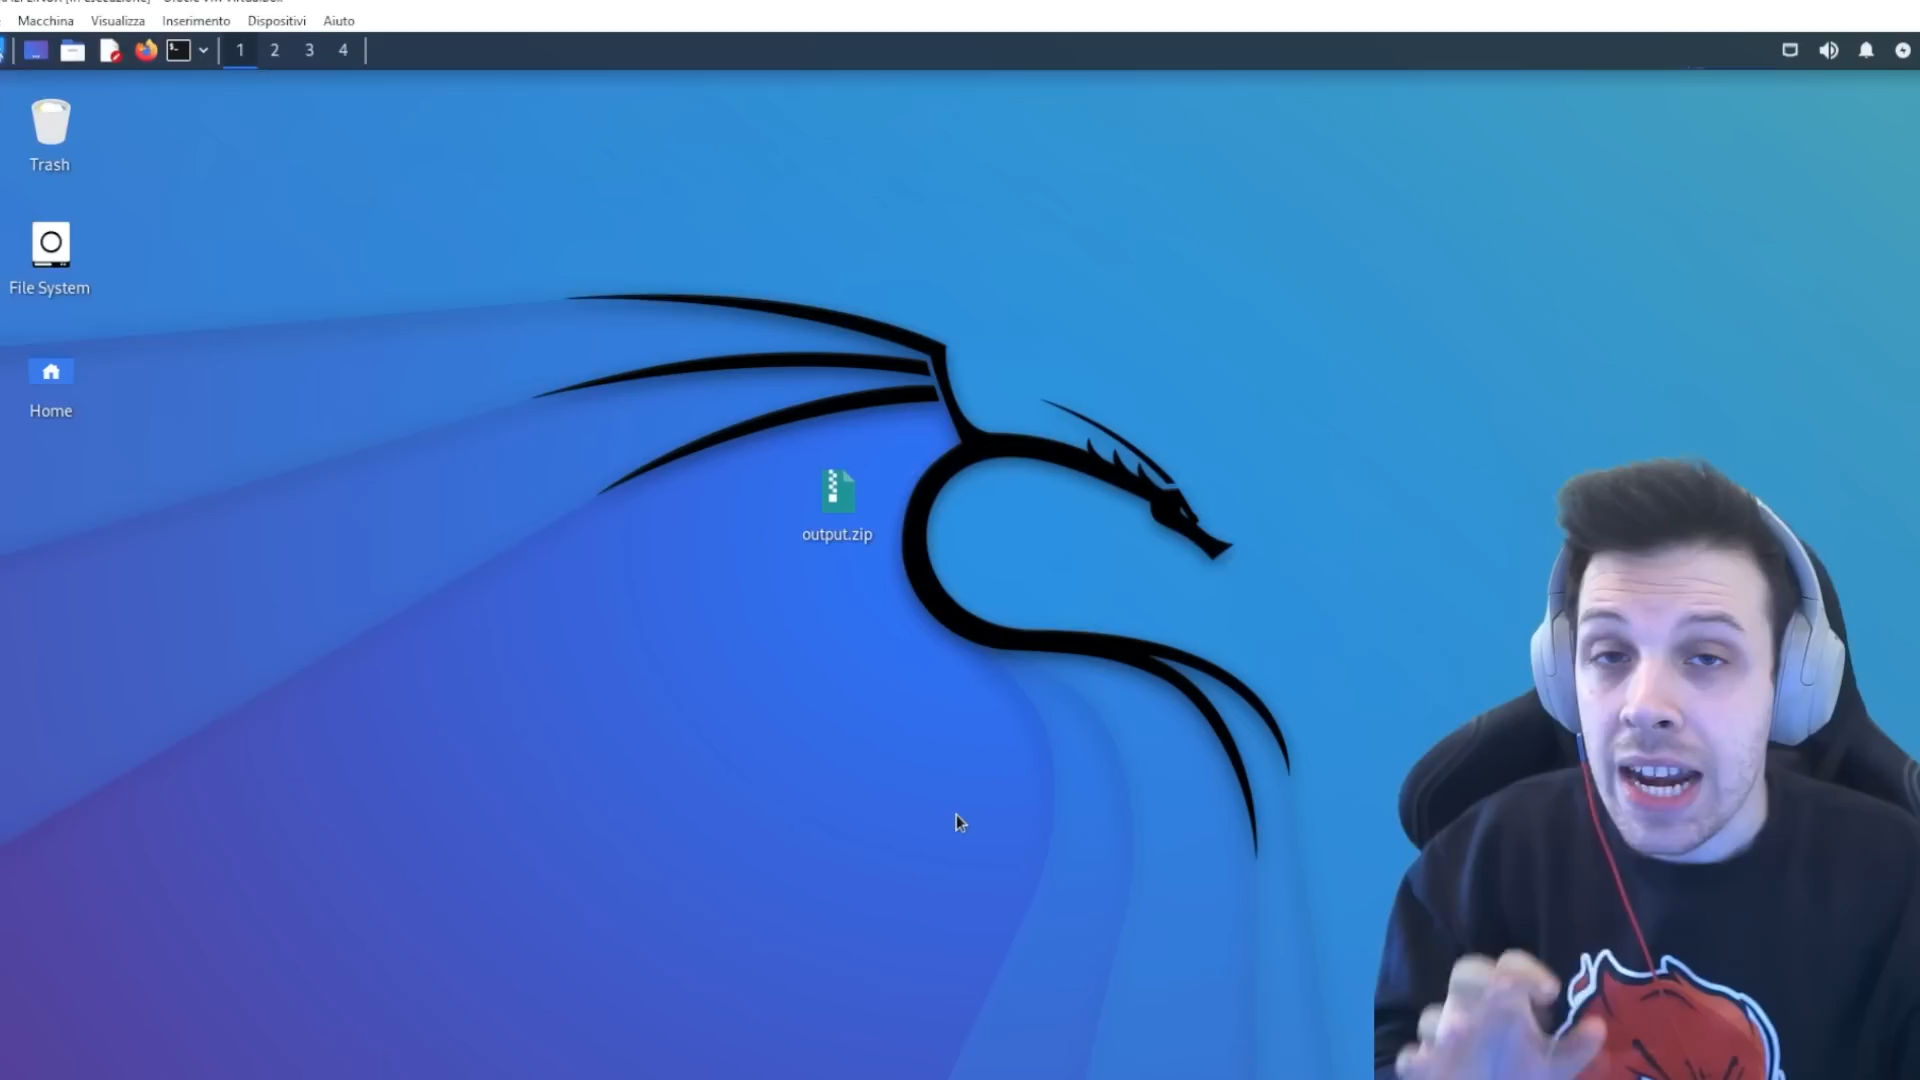 Macchina Visualizza Inserimento Dispositivi Aiuto
1 2 3 4
Trash
File System
Home
output.zip